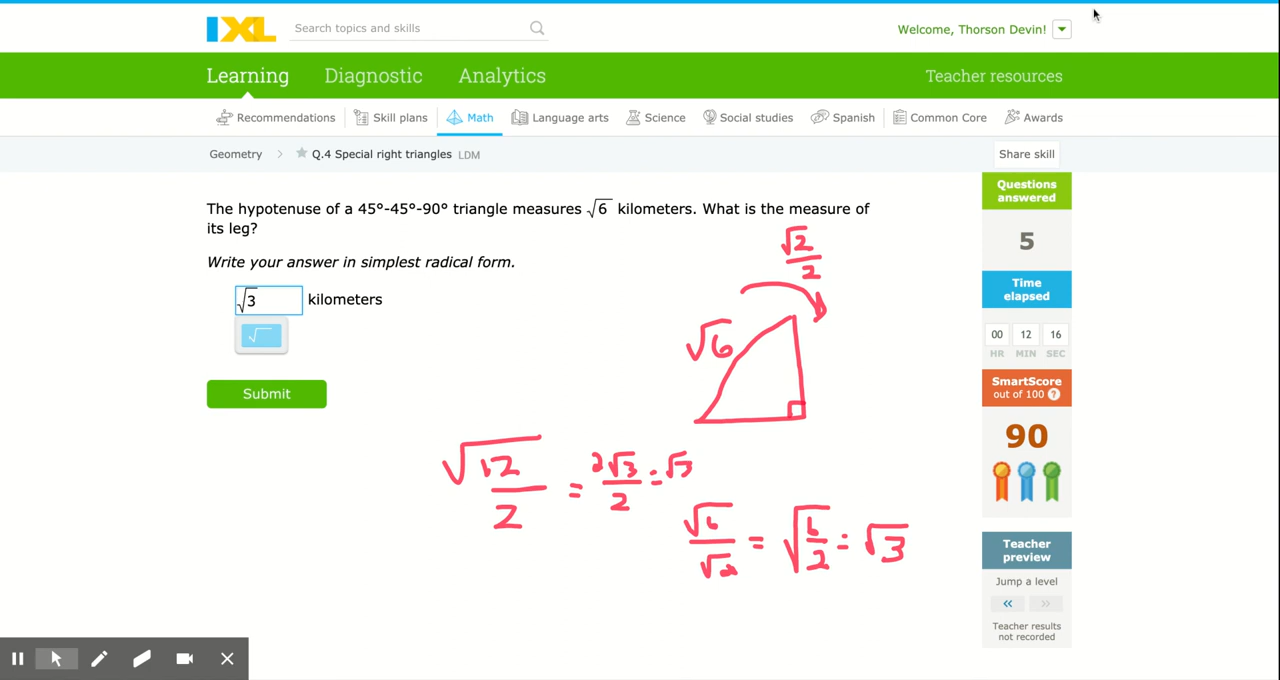 IXL Search topics and skills Welcome, Thorson Devin!
Learning Diagnostic Analytics Teacher resources
Recommendations Skill plans Math Language arts Science Social studies Spanish Common Core Awards
Geometry > Q.4 Special right triangles LDM Share skill
The hypotenuse of a 45°-45°-90° triangle measures √6 kilometers. What is the measure of
its leg?
Write your answer in simplest radical form.
√3 kilometers
√
Submit
√2/2
√6
√12/2 = 2√3/2 = √3
√6/√2 = √6/2 = √3
Questions
answered
5
Time
elapsed
00 12 16
HR MIN SEC
SmartScore
out of 100 ?
90
Teacher
preview
Jump a level
« »
Teacher results
not recorded